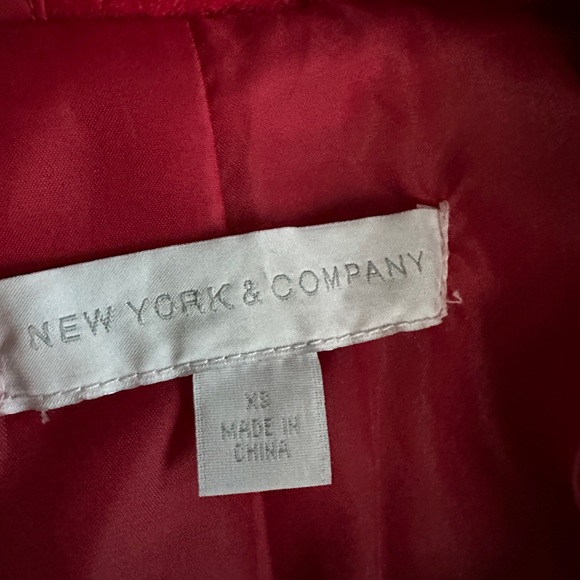 NEW YORK & COMPANY
XS
MADE IN
CHINA